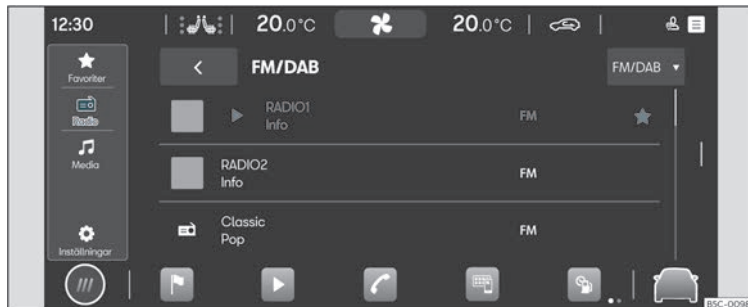 12:30
20.0°C
20.0°C
Favoriter
FM/DAB
FM/DAB
Radio
RADIO1
Info
FM
Media
RADIO2
Info
FM
Classic
Pop
FM
Inställningar
BSC-0098